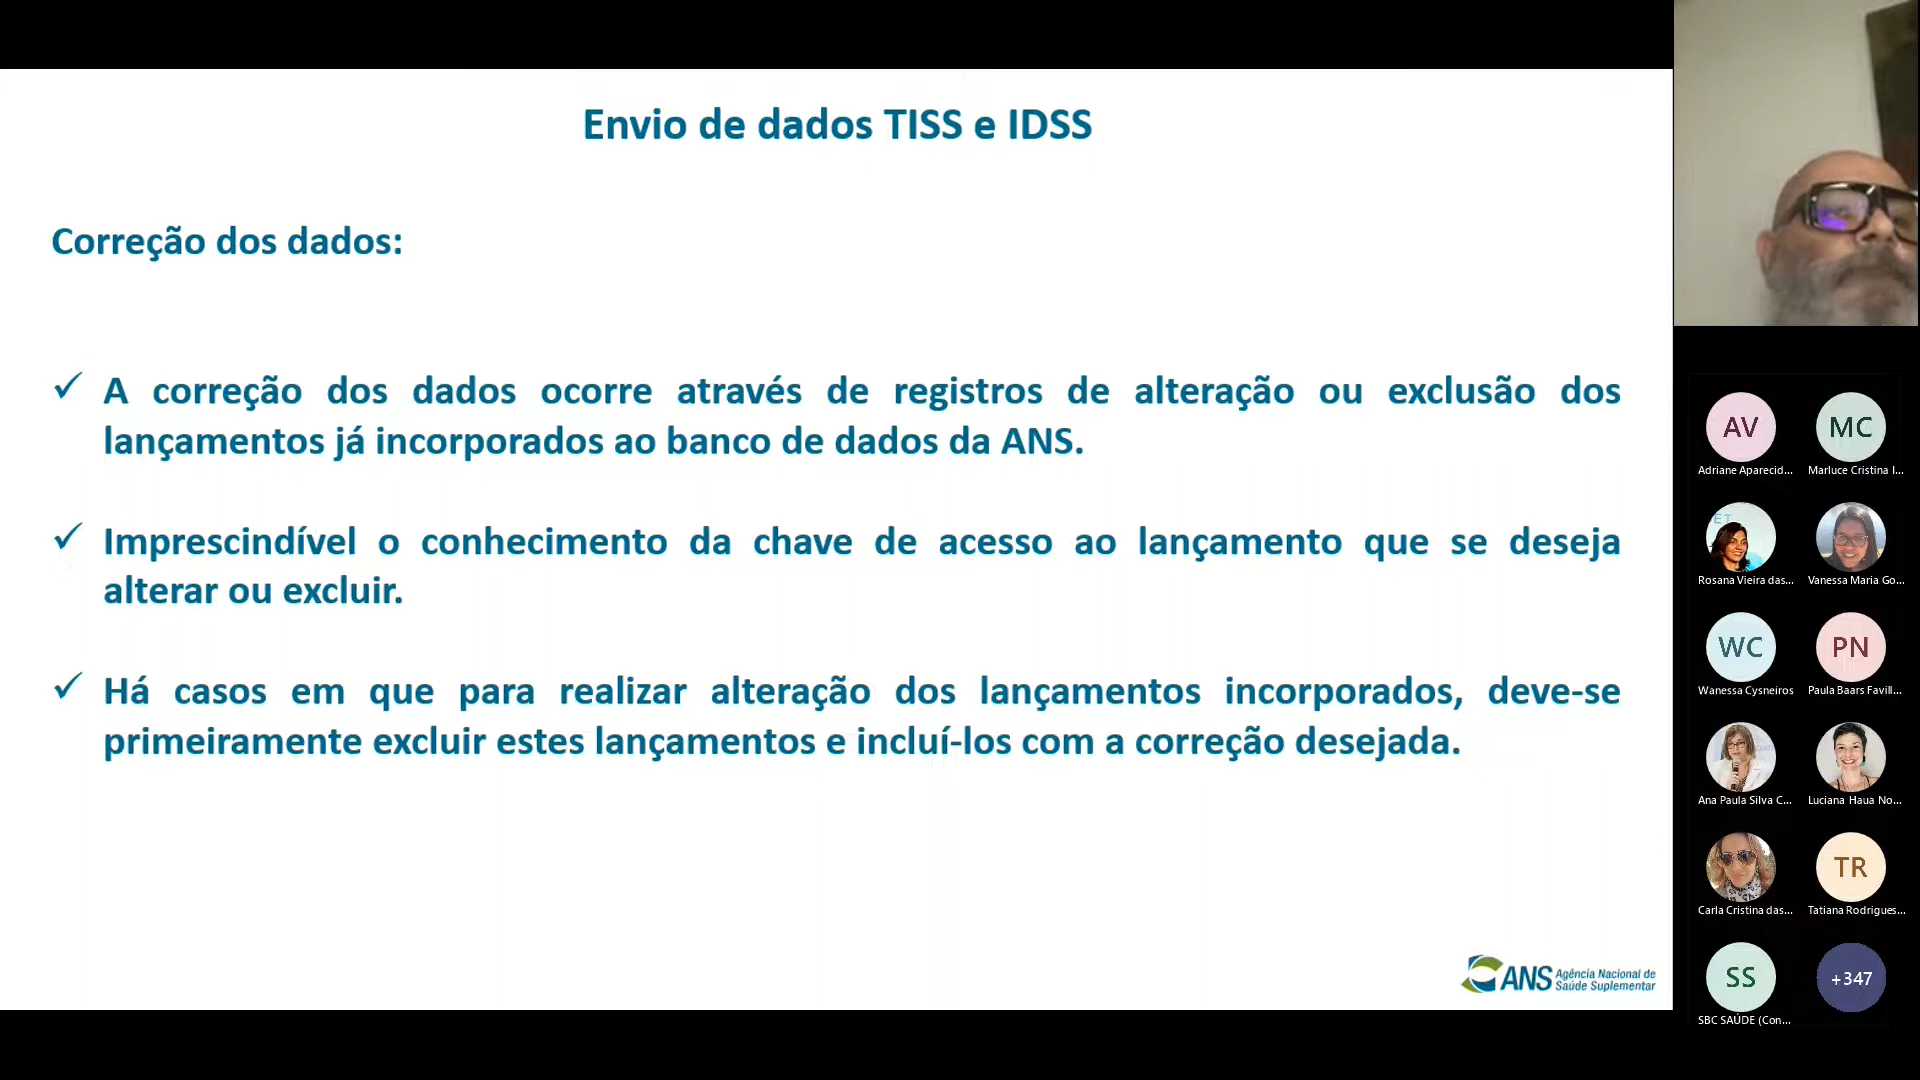 Envio de dados TISS e IDSS
Correção dos dados:
✓ A correção dos dados ocorre através de registros de alteração ou exclusão dos
lançamentos já incorporados ao banco de dados da ANS.
✓ Imprescindível o conhecimento da chave de acesso ao lançamento que se deseja
alterar ou excluir.
✓ Há casos em que para realizar alteração dos lançamentos incorporados, deve-se
primeiramente excluir estes lançamentos e incluí-los com a correção desejada.
ANS Agência Nacional de
Saúde Suplementar
AV
MC
Adriane Aparecid...
Marluce Cristina I...
ET
Rosana Vieira das...
Vanessa Maria Go...
WC
PN
Wanessa Cysneiros
Paula Baars Favill...
Ana Paula Silva C...
Luciana Haua No...
TR
Carla Cristina das...
Tatiana Rodrigues...
SS
+347
SBC SAÚDE (Con...